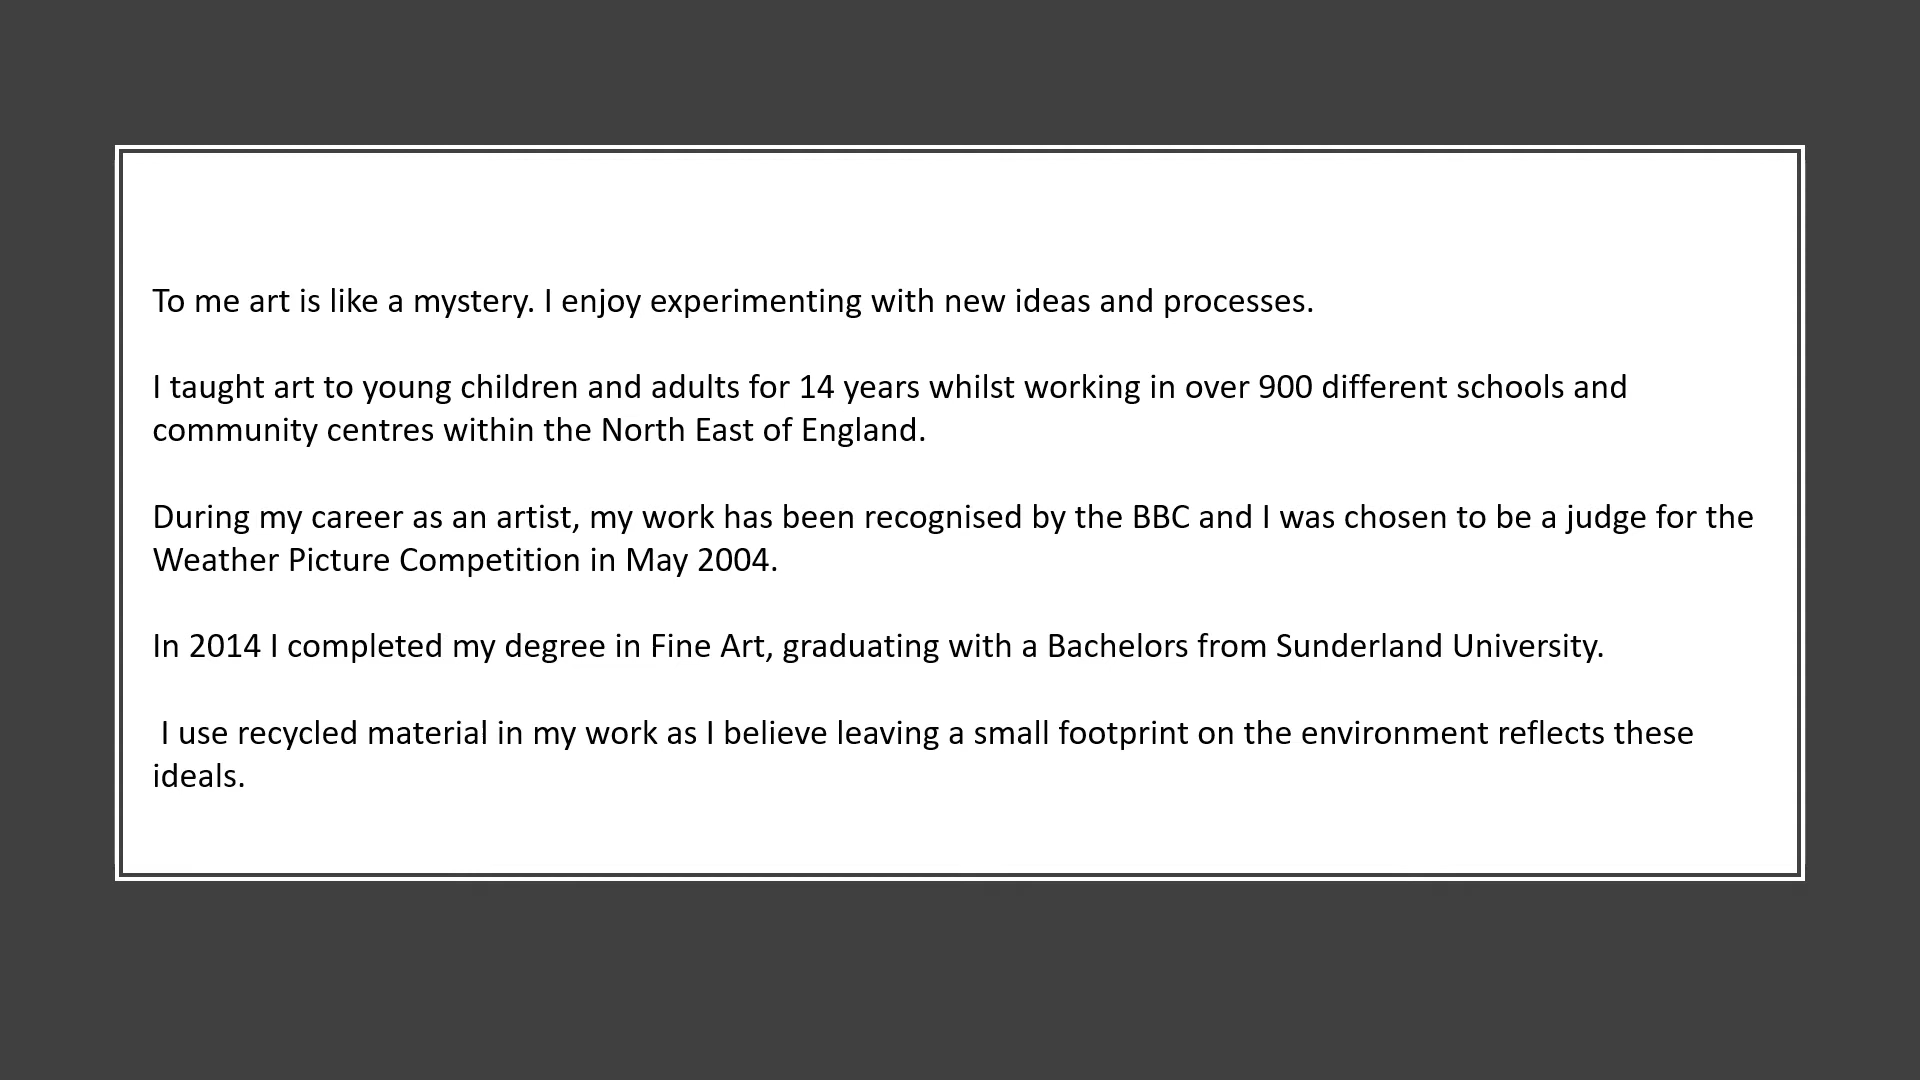 To me art is like a mystery. I enjoy experimenting with new ideas and processes.
I taught art to young children and adults for 14 years whilst working in over 900 different schools and
community centres within the North East of England.
During my career as an artist, my work has been recognised by the BBC and I was chosen to be a judge for the
Weather Picture Competition in May 2004.
In 2014 I completed my degree in Fine Art, graduating with a Bachelors from Sunderland University.
I use recycled material in my work as I believe leaving a small footprint on the environment reflects these
ideals.